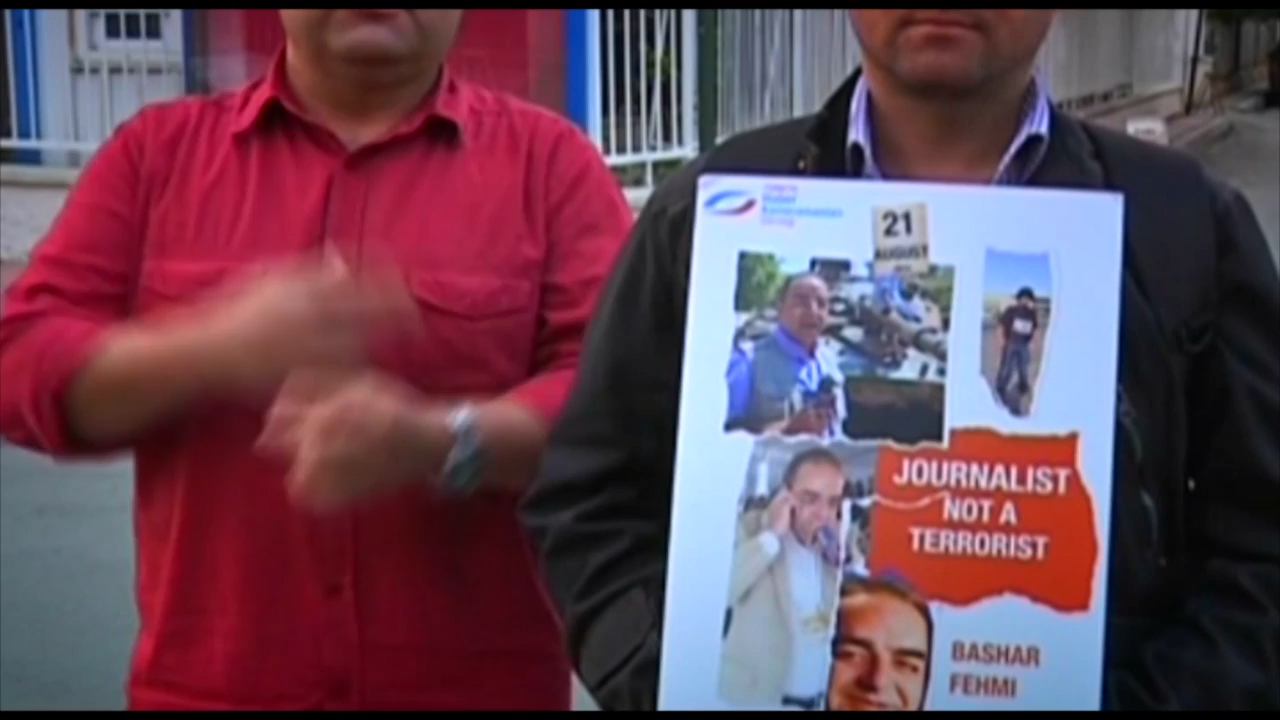 21
AUGUST
JOURNALIST
NOT A
TERRORIST
BASHAR
FEHMI